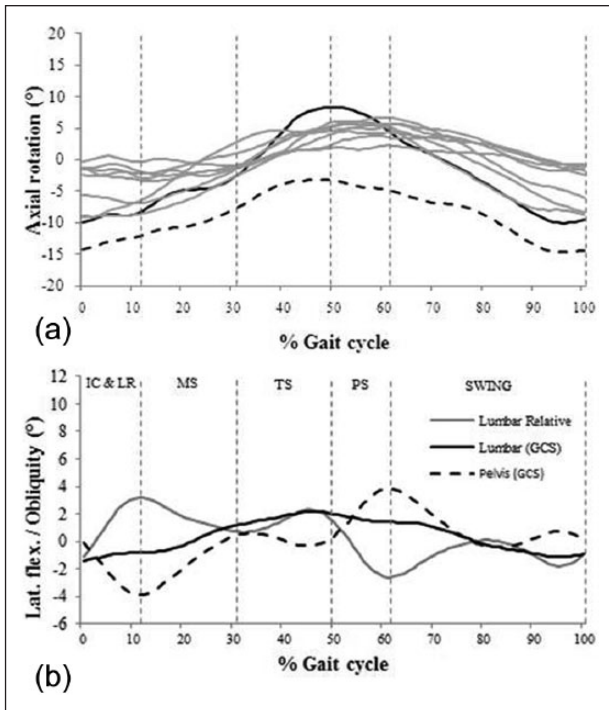 Axial rotation (°)
20
15
10
5
0
-5
-10
-15
-20
0 10 20 30 40 50 60 70 80 90 100
(a)
% Gait cycle
Lat. flex. / Obliquity (°)
12
10
8
6
4
2
0
-2
-4
-6
IC & LR MS TS PS SWING
Lumbar Relative
Lumbar (GCS)
Pelvis (GCS)
0 10 20 30 40 50 60 70 80 90 100
(b)
% Gait cycle